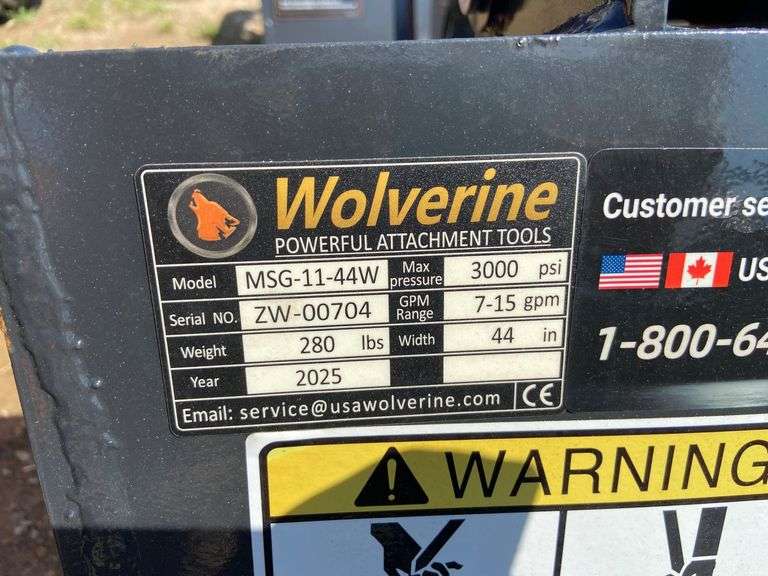 Wolverine
POWERFUL ATTACHMENT TOOLS
Model MSG-11-44W Max pressure 3000 psi
Serial NO. ZW-00704 GPM Range 7-15 gpm
Weight 280 lbs Width 44 in
Year 2025
Email: service@usawolverine.com CE
Customer se
US
1-800-64
WARNING